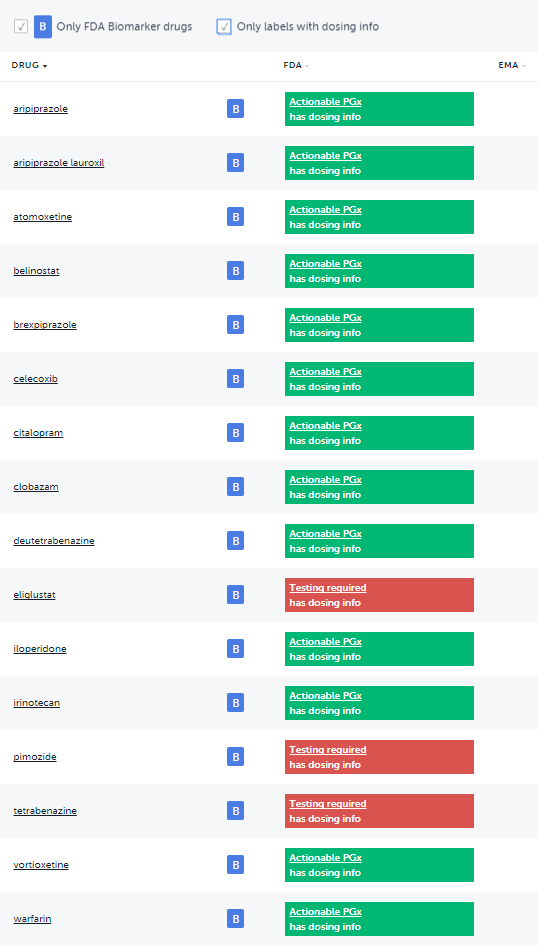 B Only FDA Biomarker drugs Only labels with dosing info
DRUG FDA EMA
aripiprazole B Actionable PGx
has dosing info
aripiprazole lauroxil B Actionable PGx
has dosing info
atomoxetine B Actionable PGx
has dosing info
belinostat B Actionable PGx
has dosing info
brexpiprazole B Actionable PGx
has dosing info
celecoxib B Actionable PGx
has dosing info
citalopram B Actionable PGx
has dosing info
clobazam B Actionable PGx
has dosing info
deutetrabenazine B Actionable PGx
has dosing info
eliglustat B Testing required
has dosing info
iloperidone B Actionable PGx
has dosing info
irinotecan B Actionable PGx
has dosing info
pimozide B Testing required
has dosing info
tetrabenazine B Testing required
has dosing info
vortioxetine B Actionable PGx
has dosing info
warfarin B Actionable PGx
has dosing info